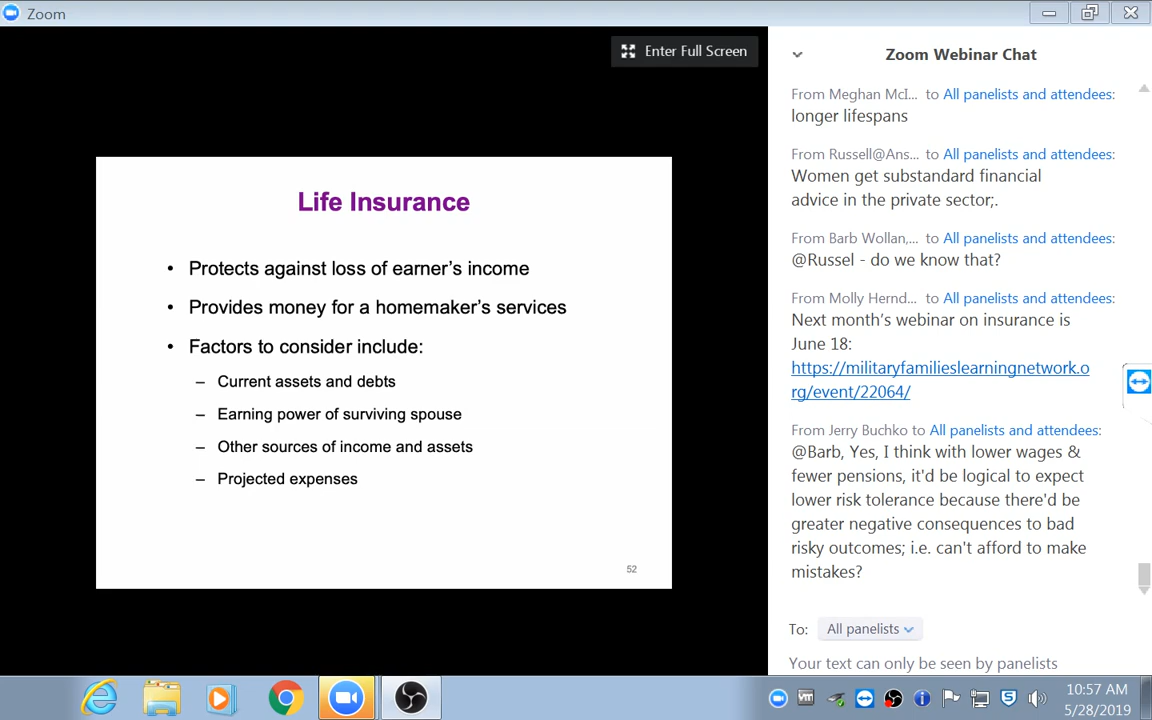 Zoom
Enter Full Screen
Life Insurance
• Protects against loss of earner's income
• Provides money for a homemaker's services
• Factors to consider include:
– Current assets and debts
– Earning power of surviving spouse
– Other sources of income and assets
– Projected expenses
52
Zoom Webinar Chat
From Meghan McI... to All panelists and attendees:
longer lifespans
From Russell@Ans... to All panelists and attendees:
Women get substandard financial
advice in the private sector;.
From Barb Wollan,... to All panelists and attendees:
@Russel - do we know that?
From Molly Hernd... to All panelists and attendees:
Next month's webinar on insurance is
June 18:
https://militaryfamilieslearningnetwork.o
rg/event/22064/
From Jerry Buchko to All panelists and attendees:
@Barb, Yes, I think with lower wages &
fewer pensions, it'd be logical to expect
lower risk tolerance because there'd be
greater negative consequences to bad
risky outcomes; i.e. can't afford to make
mistakes?
To: All panelists
Your text can only be seen by panelists
10:57 AM
5/28/2019